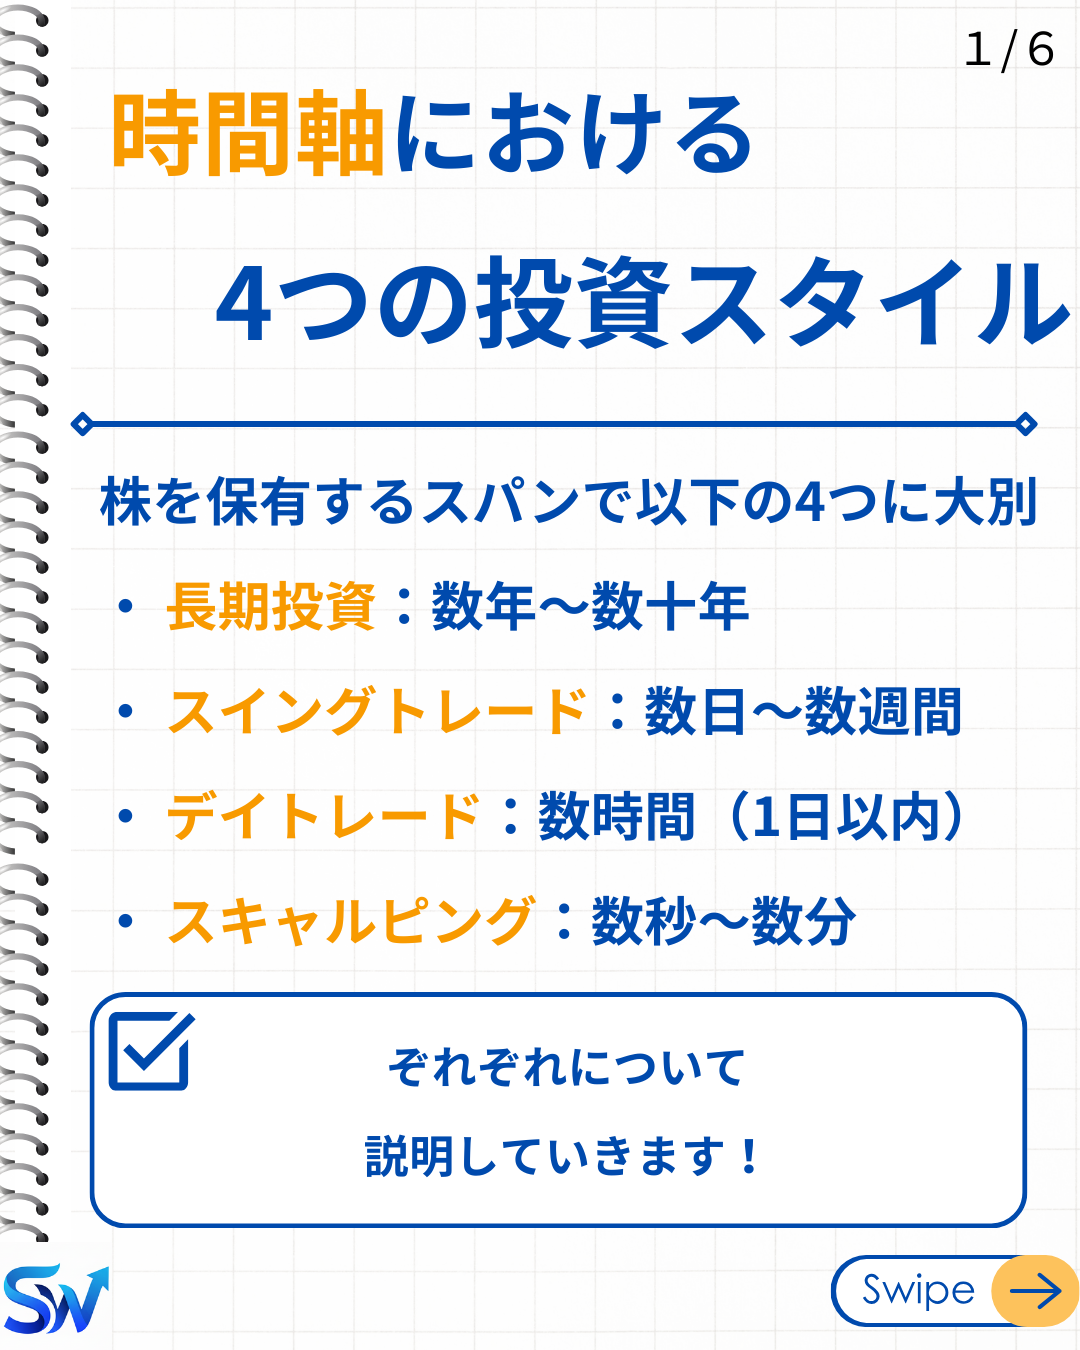 1/6
時間軸における
4つの投資スタイル
株を保有するスパンで以下の4つに大別
• 長期投資：数年〜数十年
• スイングトレード：数日〜数週間
• デイトレード：数時間（1日以内）
• スキャルピング：数秒〜数分
ぞれぞれについて
説明していきます！
SW
Swipe